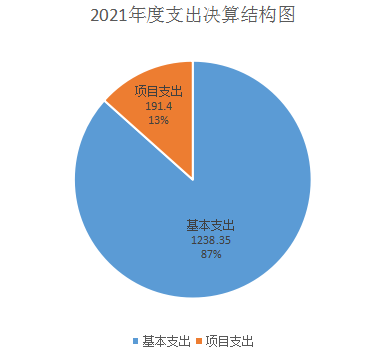 2021年度支出决算结构图
项目支出
191.4
13%
基本支出
1238.35
87%
基本支出 项目支出